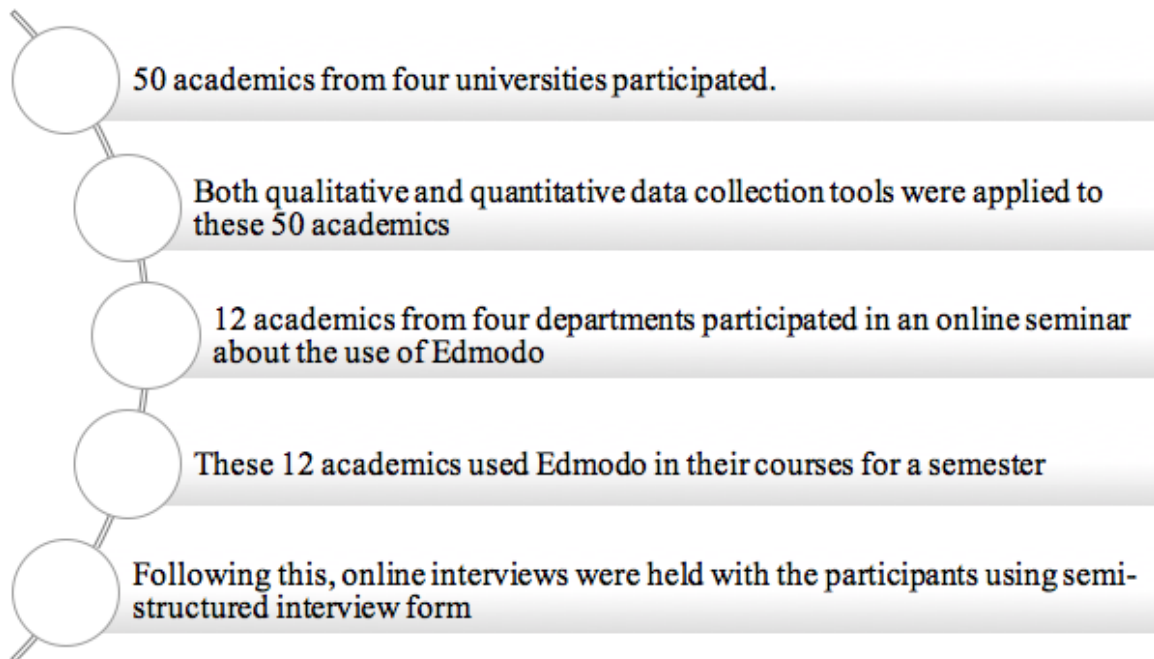 50 academics from four universities participated.
Both qualitative and quantitative data collection tools were applied to
these 50 academics
12 academics from four departments participated in an online seminar
about the use of Edmodo
These 12 academics used Edmodo in their courses for a semester
Following this, online interviews were held with the participants using semi-
structured interview form